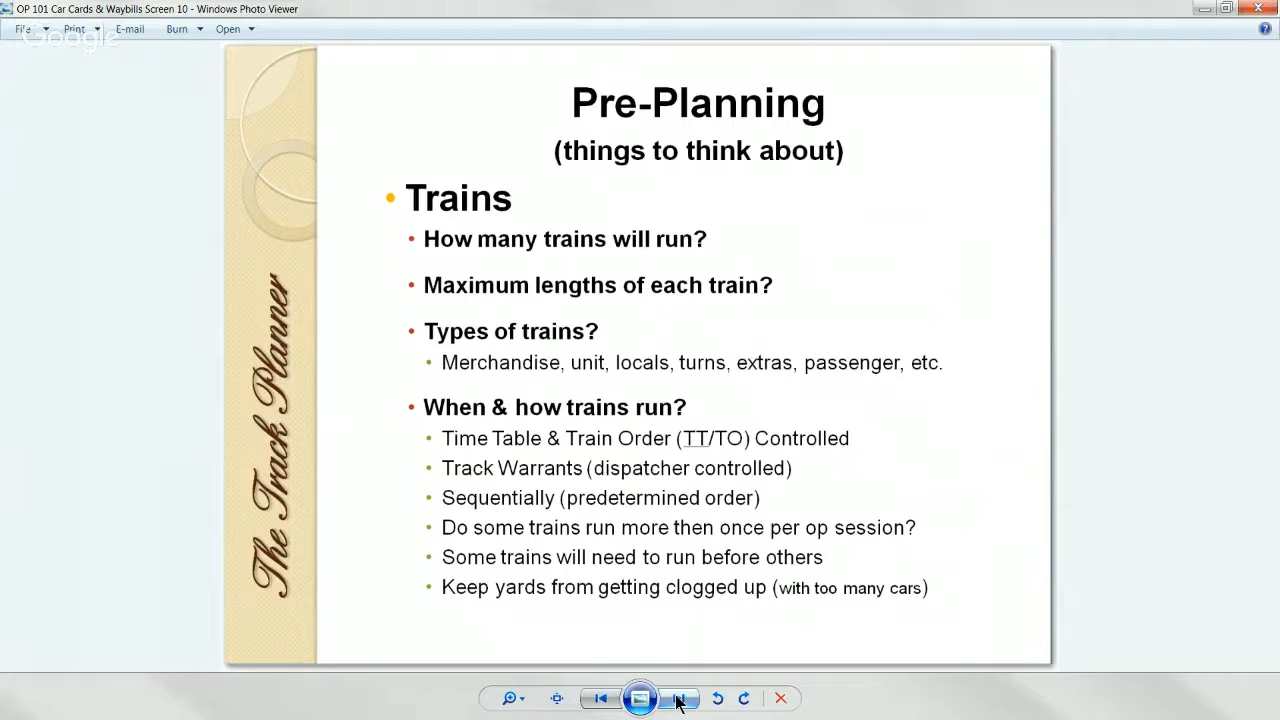 OP 101 Car Cards & Waybills Screen 10 - Windows Photo Viewer
File Print E-mail Burn Open
Google
Pre-Planning
(things to think about)
• Trains
• How many trains will run?
• Maximum lengths of each train?
• Types of trains?
• Merchandise, unit, locals, turns, extras, passenger, etc.
• When & how trains run?
• Time Table & Train Order (TT/TO) Controlled
• Track Warrants (dispatcher controlled)
• Sequentially (predetermined order)
• Do some trains run more then once per op session?
• Some trains will need to run before others
• Keep yards from getting clogged up (with too many cars)
The Track Planner